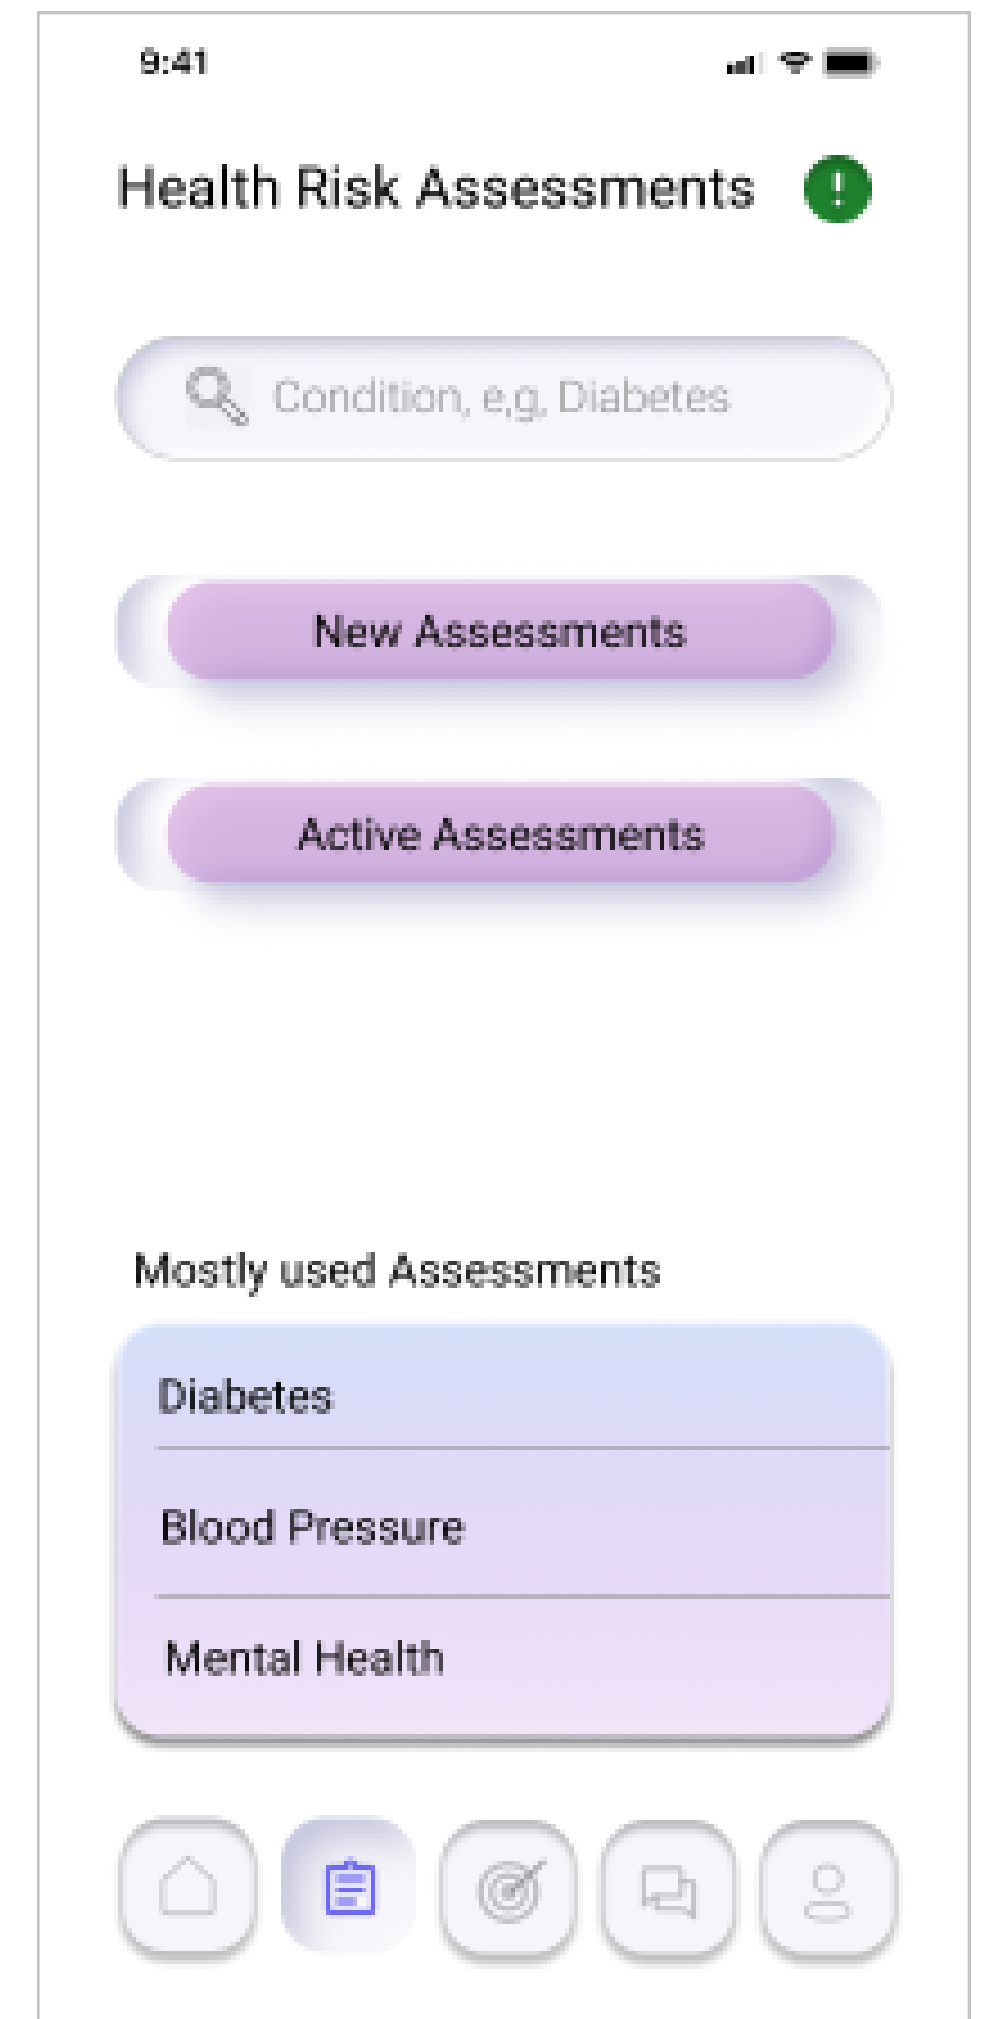 9:41
Health Risk Assessments
Condition, e,g, Diabetes
New Assessments
Active Assessments
Mostly used Assessments
Diabetes
Blood Pressure
Mental Health